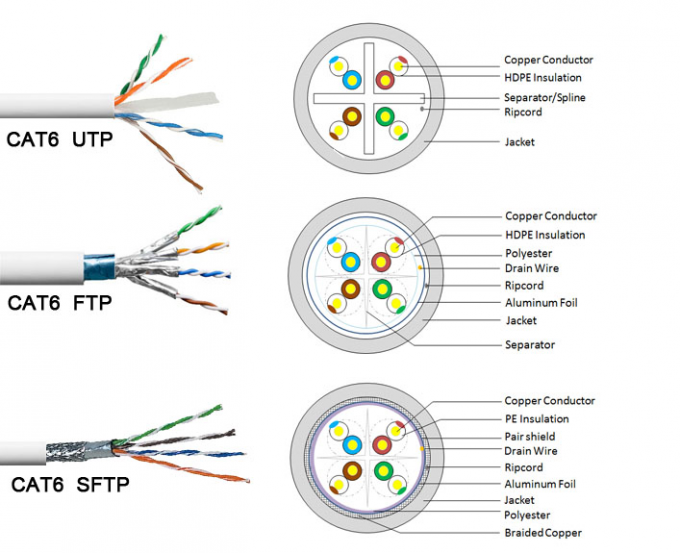 CAT6 UTP
Copper Conductor
HDPE Insulation
Separator/Spline
Ripcord
Jacket
CAT6 FTP
Copper Conductor
HDPE Insulation
Polyester
Drain Wire
Ripcord
Aluminum Foil
Jacket
Separator
CAT6 SFTP
Copper Conductor
PE Insulation
Pair shield
Drain Wire
Ripcord
Aluminum Foil
Jacket
Polyester
Braided Copper